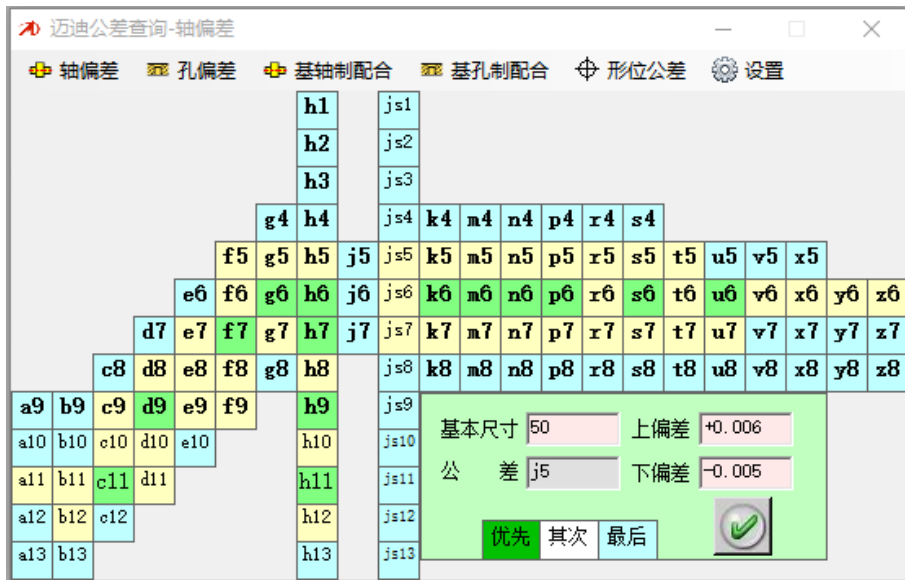 迈迪公差查询-轴偏差
轴偏差 孔偏差 基轴制配合 基孔制配合 形位公差 设置
h1 js1
h2 js2
h3 js3
g4 h4 js4 k4 m4 n4 p4 r4 s4
f5 g5 h5 j5 js5 k5 m5 n5 p5 r5 s5 t5 u5 v5 x5
e6 f6 g6 h6 j6 js6 k6 m6 n6 p6 r6 s6 t6 u6 v6 x6 y6 z6
d7 e7 f7 g7 h7 j7 js7 k7 m7 n7 p7 r7 s7 t7 u7 v7 x7 y7 z7
c8 d8 e8 f8 g8 h8 js8 k8 m8 n8 p8 r8 s8 t8 u8 v8 x8 y8 z8
a9 b9 c9 d9 e9 f9 h9 js9
a10 b10 c10 d10 e10 h10 js10
a11 b11 c11 d11 h11 js11
a12 b12 c12 h12 js12
a13 b13 h13 js13
基本尺寸 50 上偏差 +0.006
公 差 j5 下偏差 -0.005
优先 其次 最后